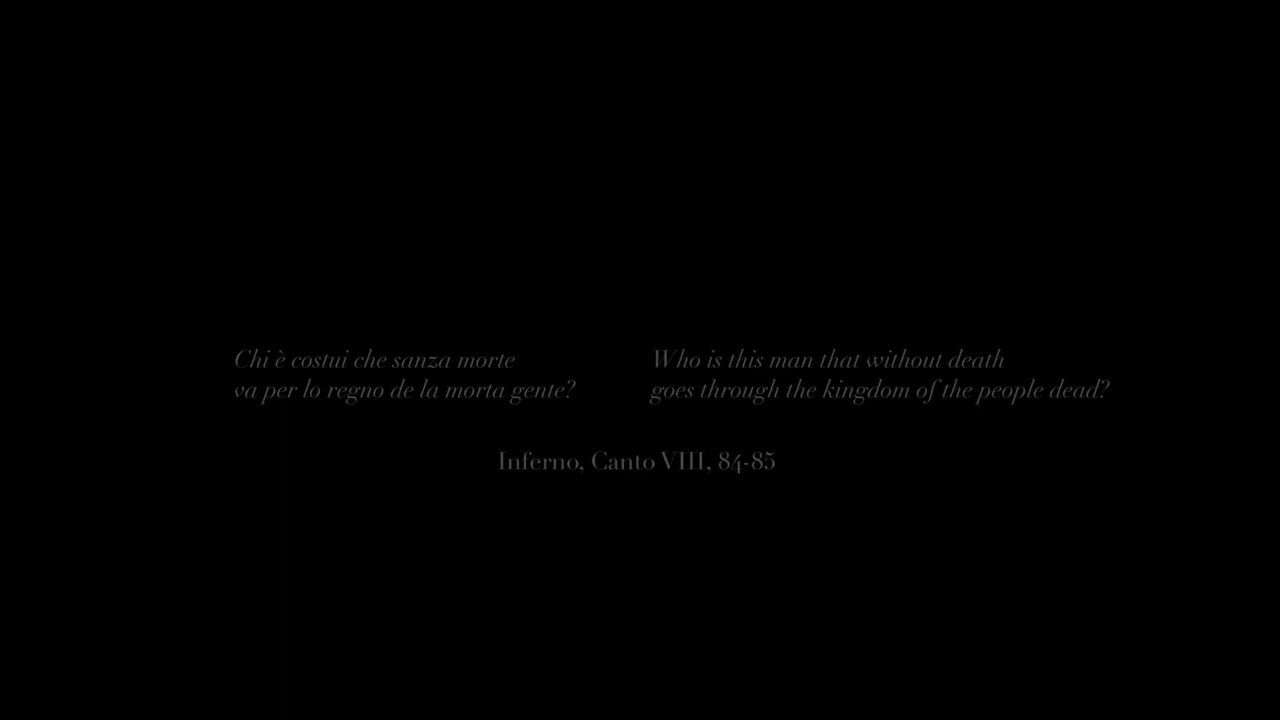 Chi è costui che sanza morte
va per lo regno de la morta gente?
Who is this man that without death
goes through the kingdom of the people dead?
Inferno, Canto VIII, 84-85